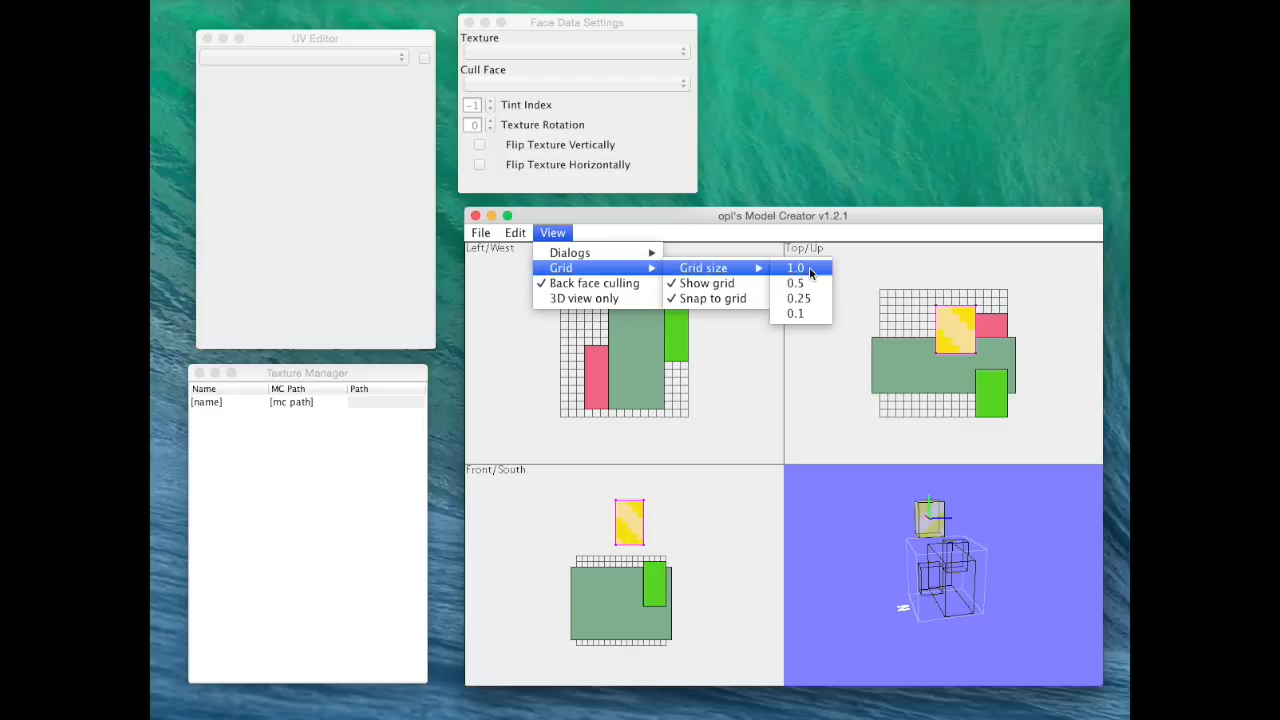 UV Editor
Face Data Settings
Texture
Cull Face
-1 Tint Index
0 Texture Rotation
Flip Texture Vertically
Flip Texture Horizontally
opl's Model Creator v1.2.1
File Edit View
Left/West
Top/Up
Dialogs
Grid
✓ Back face culling
3D view only
Grid size
✓ Show grid
✓ Snap to grid
1.0
0.5
0.25
0.1
Texture Manager
Name MC Path Path
[name] [mc path]
Front/South